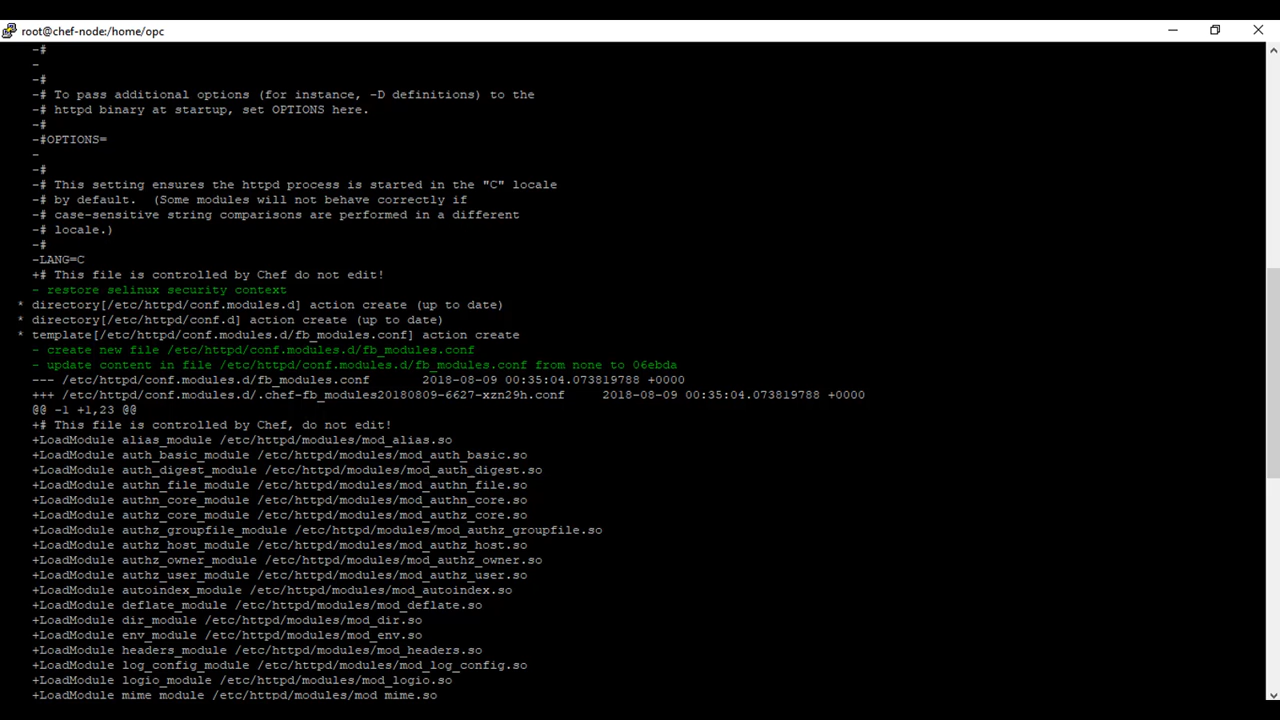 root@chef-node:/home/opc
-#
-
-#
-# To pass additional options (for instance, -D definitions) to the
-# httpd binary at startup, set OPTIONS here.
-#
-#OPTIONS=
-
-#
-# This setting ensures the httpd process is started in the "C" locale
-# by default.  (Some modules will not behave correctly if
-# case-sensitive string comparisons are performed in a different
-# locale.)
-#
-LANG=C
+# This file is controlled by Chef do not edit!
- restore selinux security context
* directory[/etc/httpd/conf.modules.d] action create (up to date)
* directory[/etc/httpd/conf.d] action create (up to date)
* template[/etc/httpd/conf.modules.d/fb_modules.conf] action create
- create new file /etc/httpd/conf.modules.d/fb_modules.conf
- update content in file /etc/httpd/conf.modules.d/fb_modules.conf from none to 06ebda
--- /etc/httpd/conf.modules.d/fb_modules.conf       2018-08-09 00:35:04.073819788 +0000
+++ /etc/httpd/conf.modules.d/.chef-fb_modules20180809-6627-xzn29h.conf     2018-08-09 00:35:04.073819788 +0000
@@ -1 +1,23 @@
+# This file is controlled by Chef, do not edit!
+LoadModule alias_module /etc/httpd/modules/mod_alias.so
+LoadModule auth_basic_module /etc/httpd/modules/mod_auth_basic.so
+LoadModule auth_digest_module /etc/httpd/modules/mod_auth_digest.so
+LoadModule authn_file_module /etc/httpd/modules/mod_authn_file.so
+LoadModule authn_core_module /etc/httpd/modules/mod_authn_core.so
+LoadModule authz_core_module /etc/httpd/modules/mod_authz_core.so
+LoadModule authz_groupfile_module /etc/httpd/modules/mod_authz_groupfile.so
+LoadModule authz_host_module /etc/httpd/modules/mod_authz_host.so
+LoadModule authz_owner_module /etc/httpd/modules/mod_authz_owner.so
+LoadModule authz_user_module /etc/httpd/modules/mod_authz_user.so
+LoadModule autoindex_module /etc/httpd/modules/mod_autoindex.so
+LoadModule deflate_module /etc/httpd/modules/mod_deflate.so
+LoadModule dir_module /etc/httpd/modules/mod_dir.so
+LoadModule env_module /etc/httpd/modules/mod_env.so
+LoadModule headers_module /etc/httpd/modules/mod_headers.so
+LoadModule log_config_module /etc/httpd/modules/mod_log_config.so
+LoadModule logio_module /etc/httpd/modules/mod_logio.so
+LoadModule mime_module /etc/httpd/modules/mod_mime.so